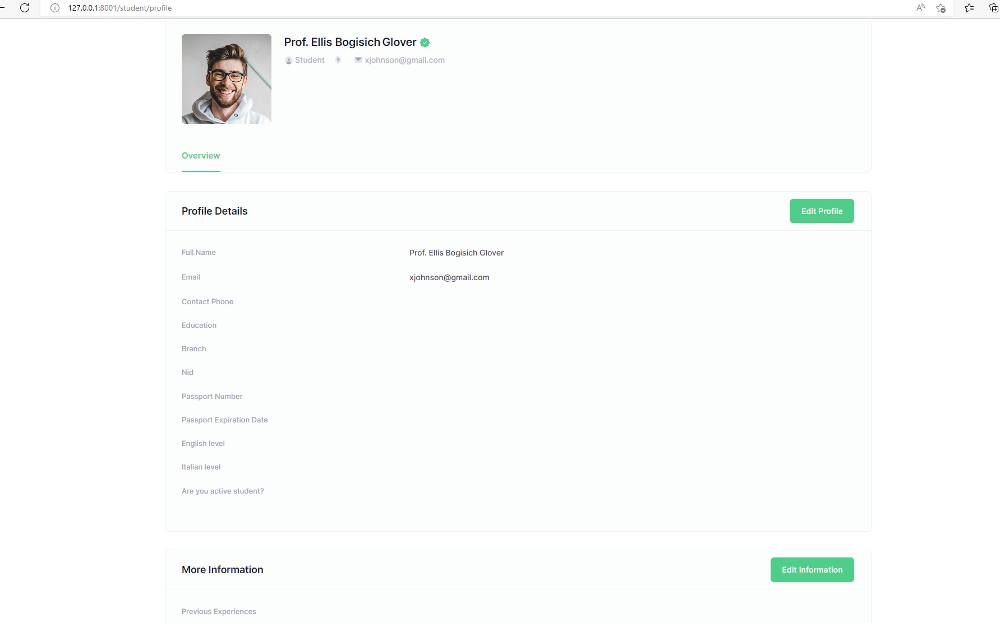 127.0.0.1:8001/student/profile
Prof. Ellis Bogisich Glover
Student xjohnson@gmail.com
Overview
Profile Details Edit Profile
Full Name Prof. Ellis Bogisich Glover
Email xjohnson@gmail.com
Contact Phone
Education
Branch
Nid
Passport Number
Passport Expiration Date
English level
Italian level
Are you active student?
More Information Edit Information
Previous Experiences